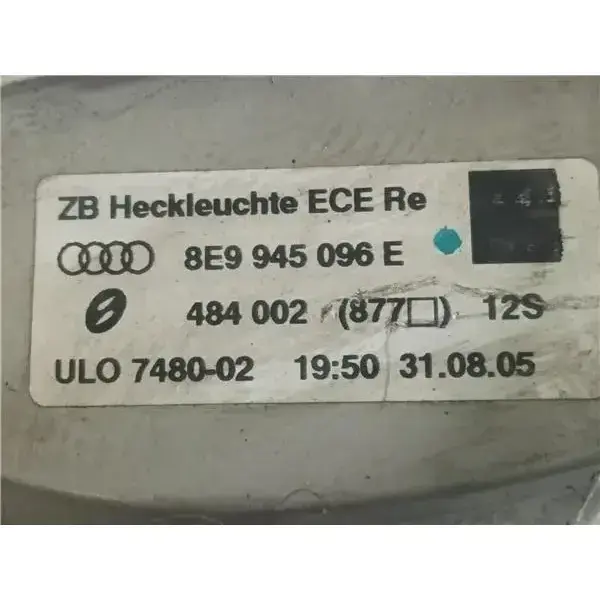 ZB Heckleuchte ECE Re
8E9 945 096 E
484 002 (877□) 12S
ULO 7480-02 19:50 31.08.05